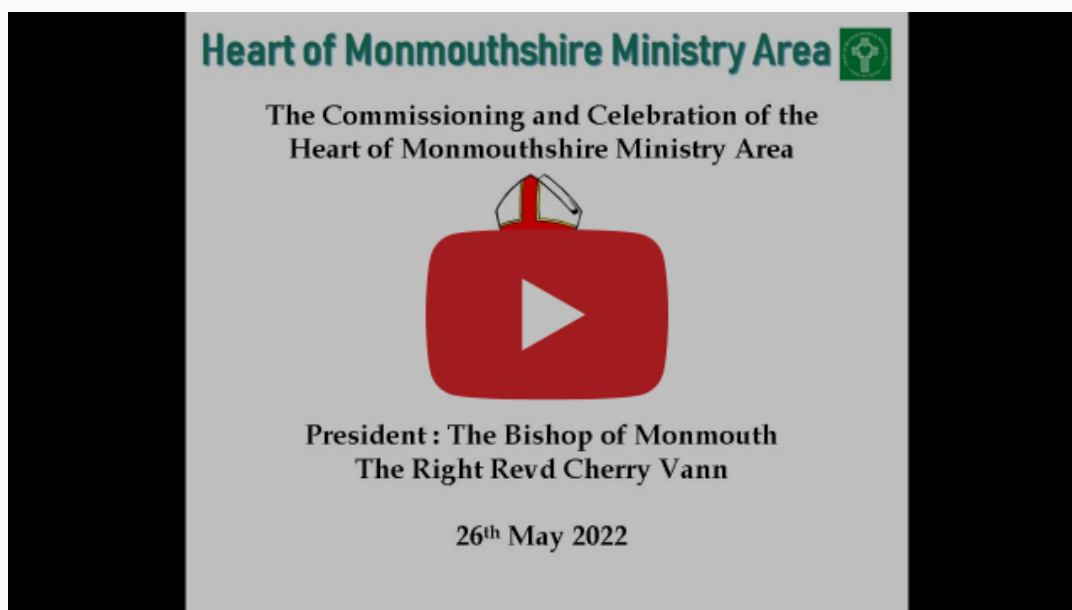 Heart of Monmouthshire Ministry Area
The Commissioning and Celebration of the
Heart of Monmouthshire Ministry Area
President : The Bishop of Monmouth
The Right Revd Cherry Vann
26th May 2022